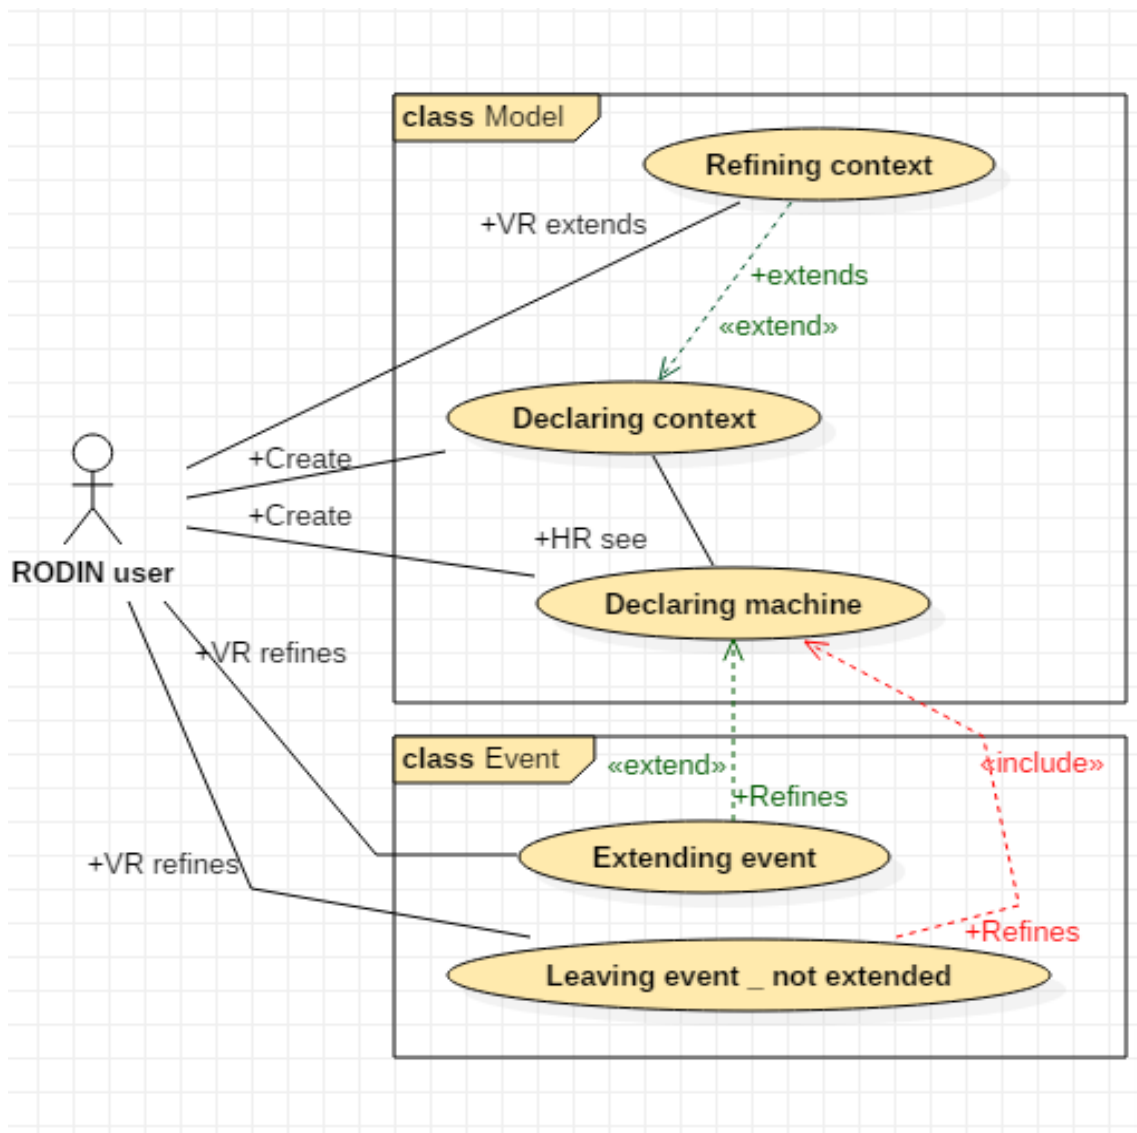 class Model
Refining context
+VR extends
+extends
«extend»
Declaring context
+Create
+Create
+HR see
RODIN user
Declaring machine
+VR refines
class Event
«extend»
«include»
+Refines
+VR refines
Extending event
+Refines
Leaving event _ not extended